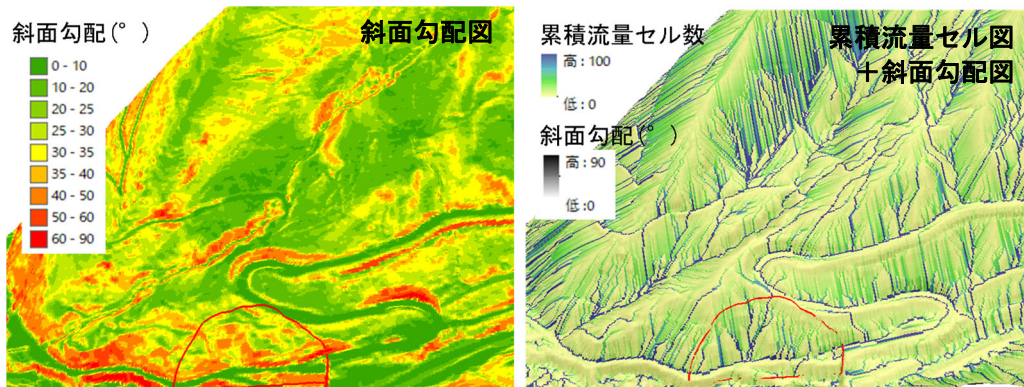 斜面勾配(°)
斜面勾配図
0 - 10
10 - 20
20 - 25
25 - 30
30 - 35
35 - 40
40 - 50
50 - 60
60 - 90
累積流量セル数
高:100
低:0
斜面勾配(°)
高:90
低:0
累積流量セル図
+斜面勾配図